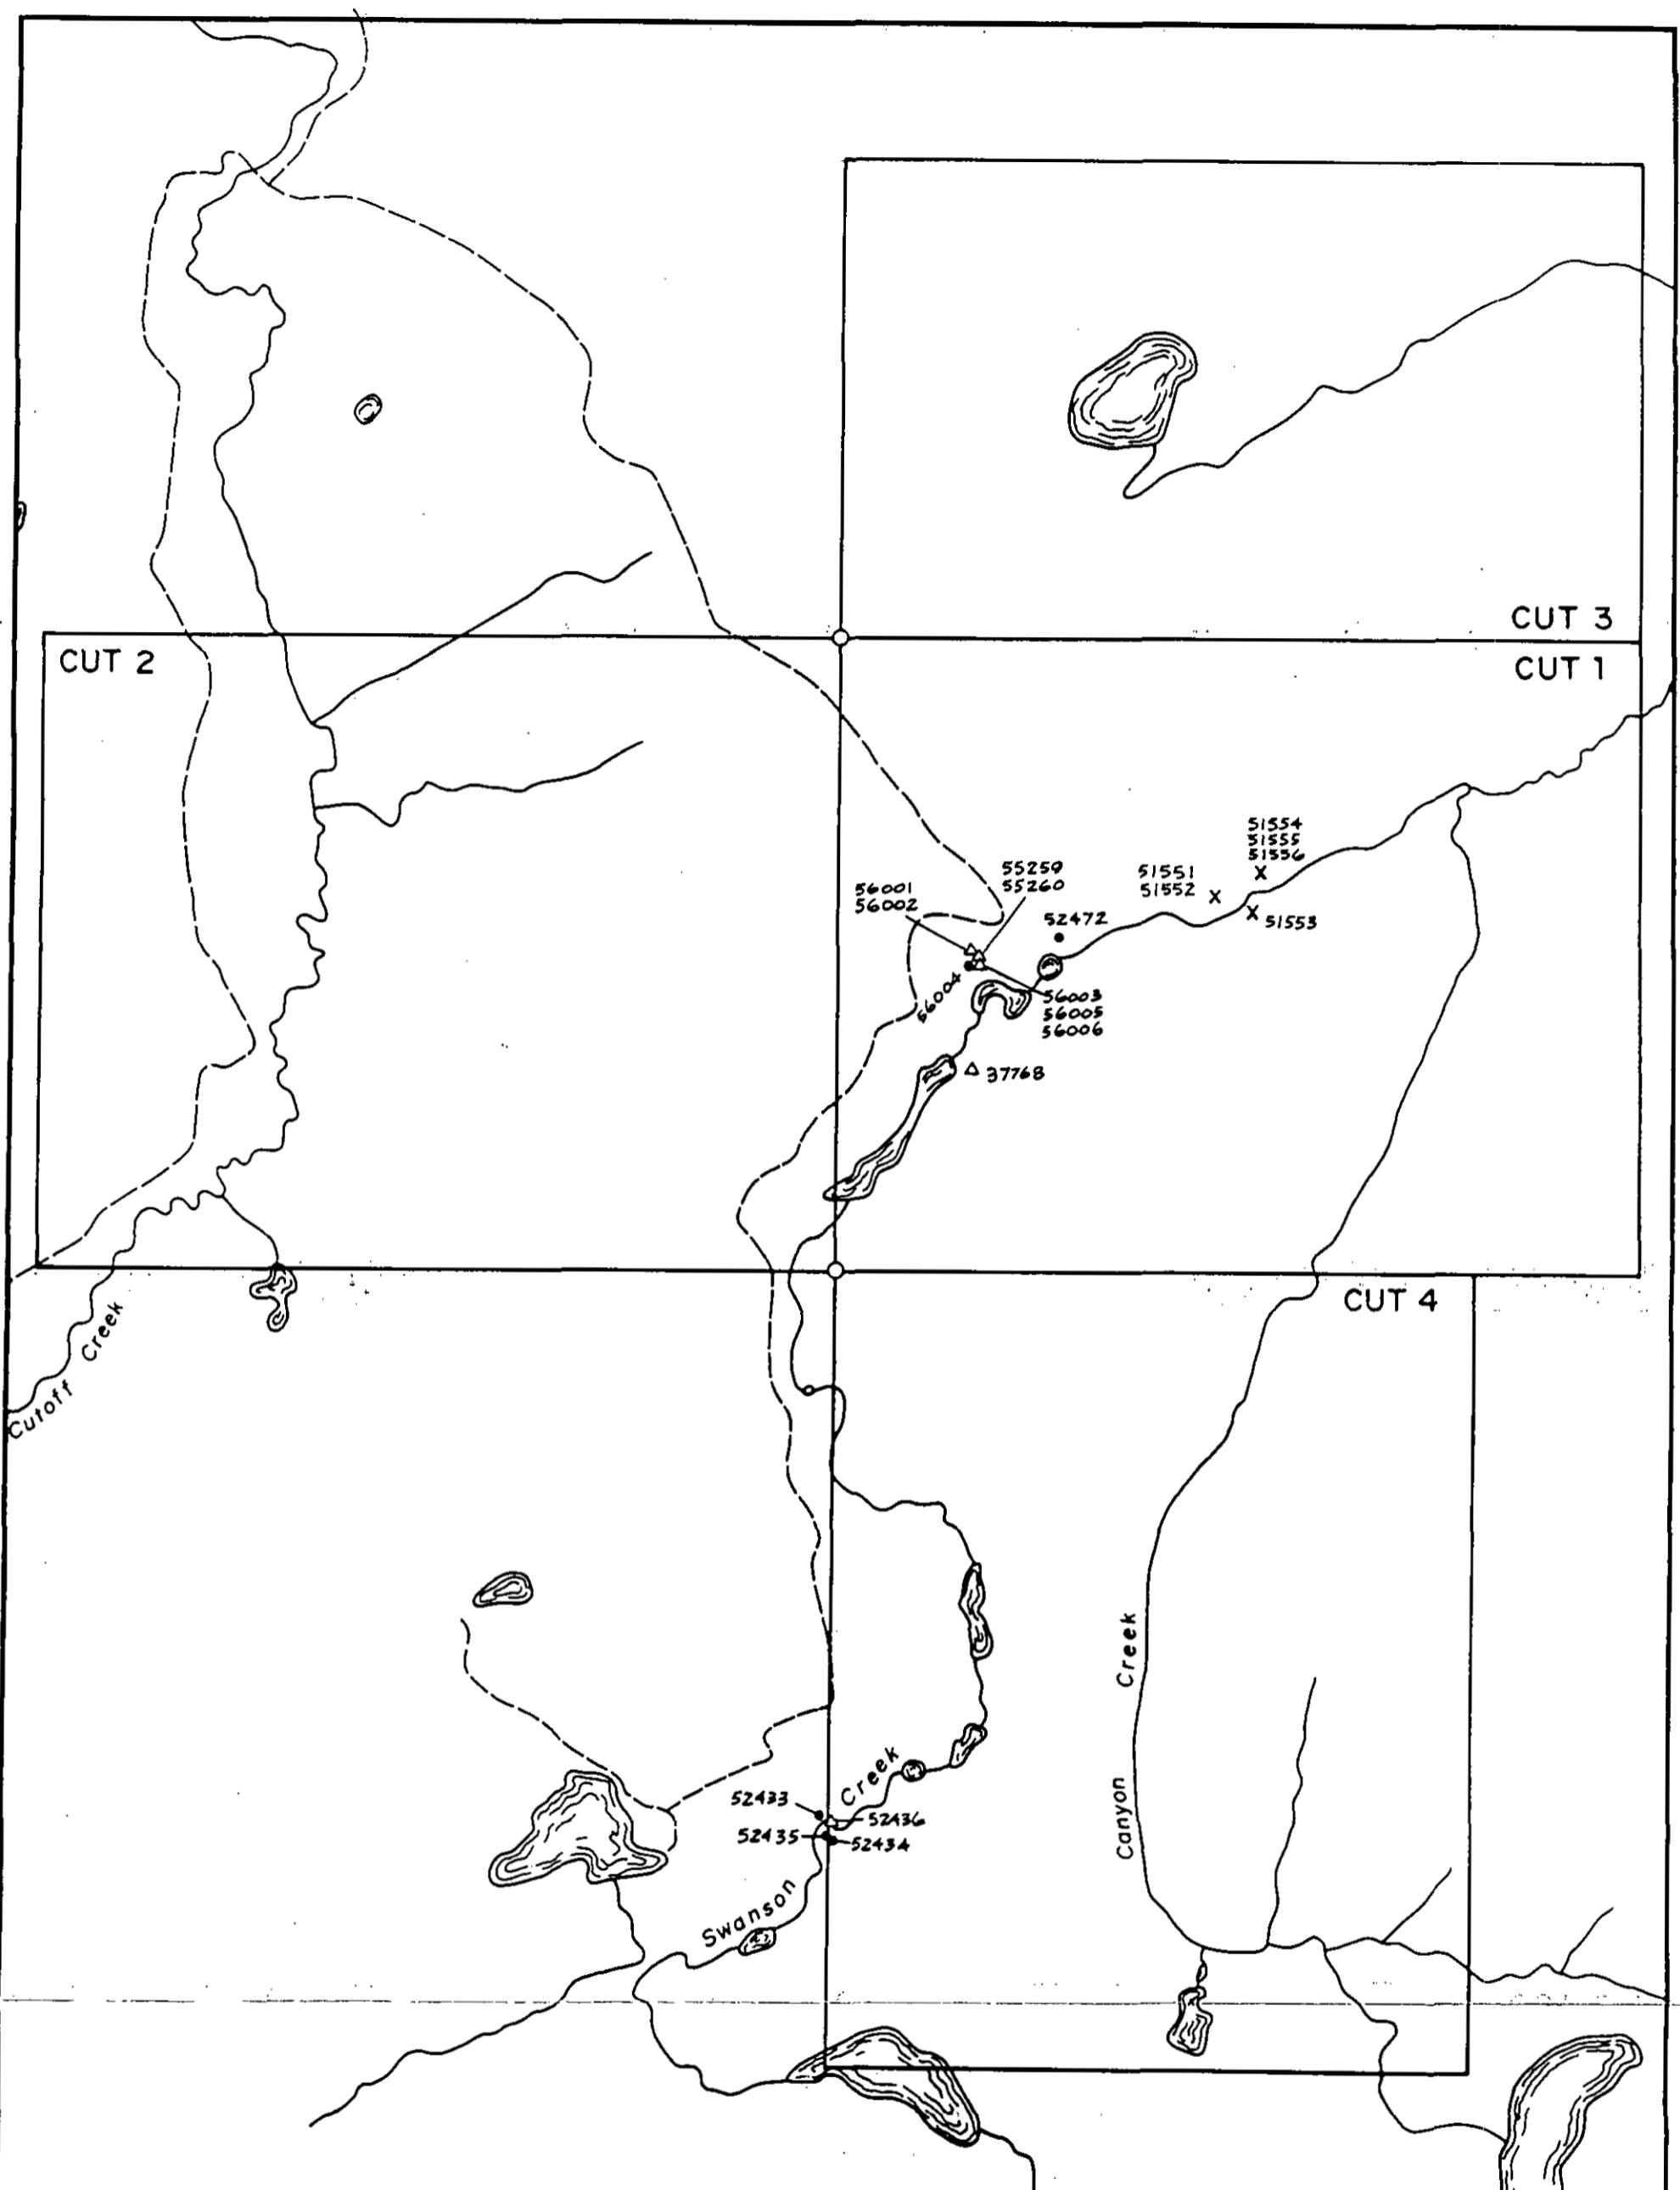 CUT 3
CUT 2
CUT 1
51554
51555
51556
55259
55260
51551
51552
56001
56002
52472
51553
56004
56003
56005
56006
37768
CUT 4
Cutoff Creek
Canyon Creek
Swanson Creek
52433
52436
52435
52434